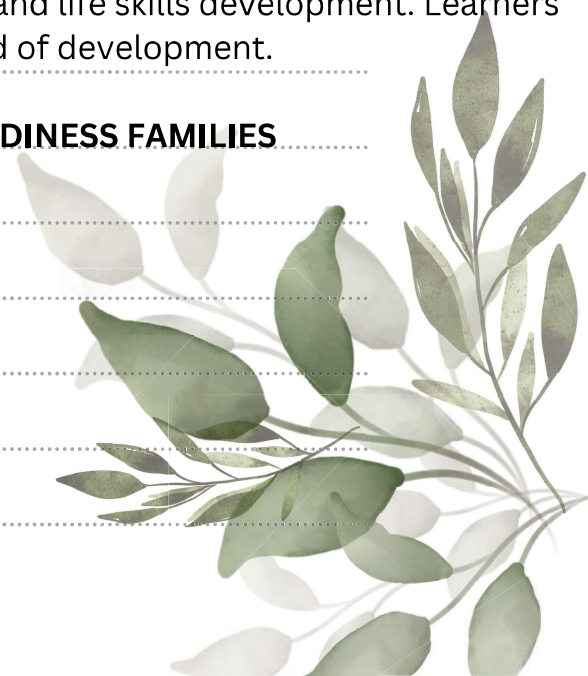 and life skills development. Learners
d of development.
DINESS FAMILIES